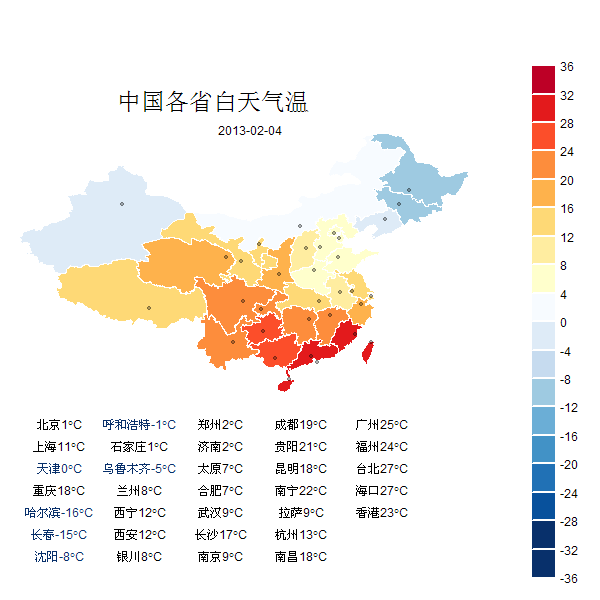 中国各省白天气温
2013-02-04
36
32
28
24
20
16
12
8
4
0
-4
-8
-12
-16
-20
-24
-28
-32
-36
北京1°C 呼和浩特-1°C 郑州2°C 成都19°C 广州25°C
上海11°C 石家庄1°C 济南2°C 贵阳21°C 福州24°C
天津0°C 乌鲁木齐-5°C 太原7°C 昆明18°C 台北27°C
重庆18°C 兰州8°C 合肥7°C 南宁22°C 海口27°C
哈尔滨-16°C 西宁12°C 武汉9°C 拉萨9°C 香港23°C
长春-15°C 西安12°C 长沙17°C 杭州13°C
沈阳-8°C 银川8°C 南京9°C 南昌18°C